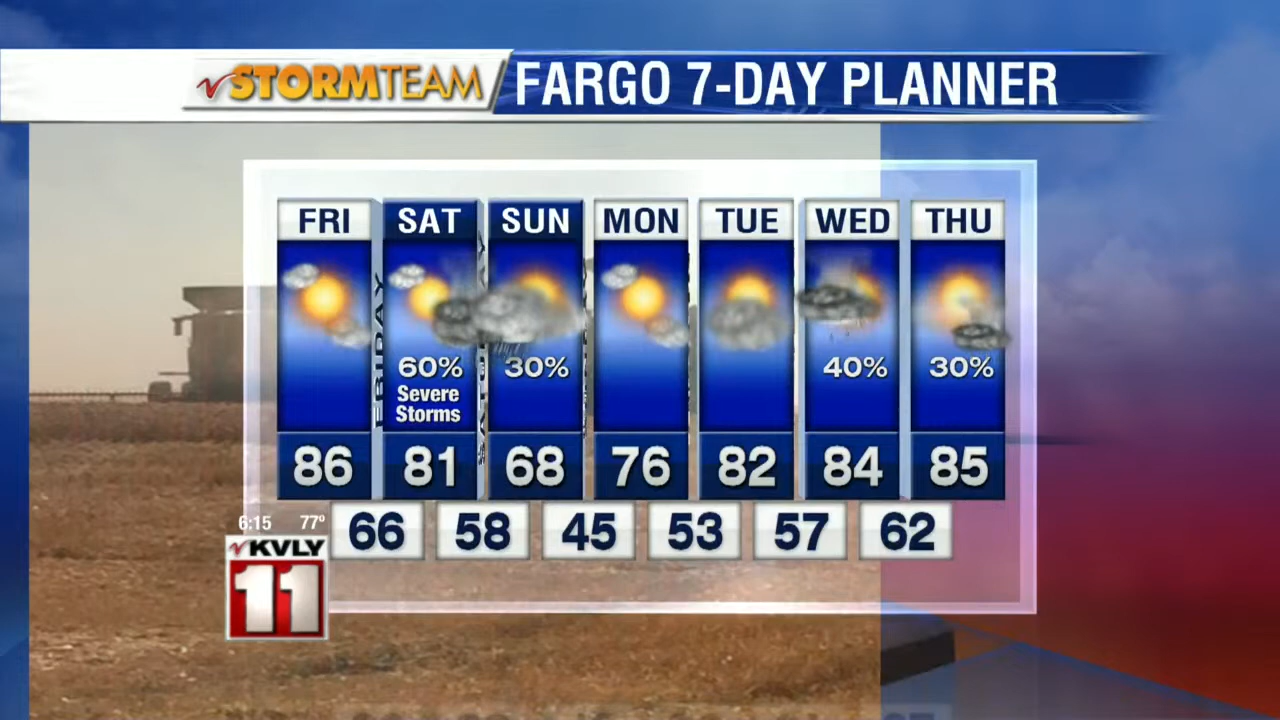 STORMTEAM FARGO 7-DAY PLANNER
FRI SAT SUN MON TUE WED THU
FRIDAY
60% 30% 40% 30%
Severe
Storms
86 81 68 76 82 84 85
66 58 45 53 57 62
6:15 77°
KVLY
11